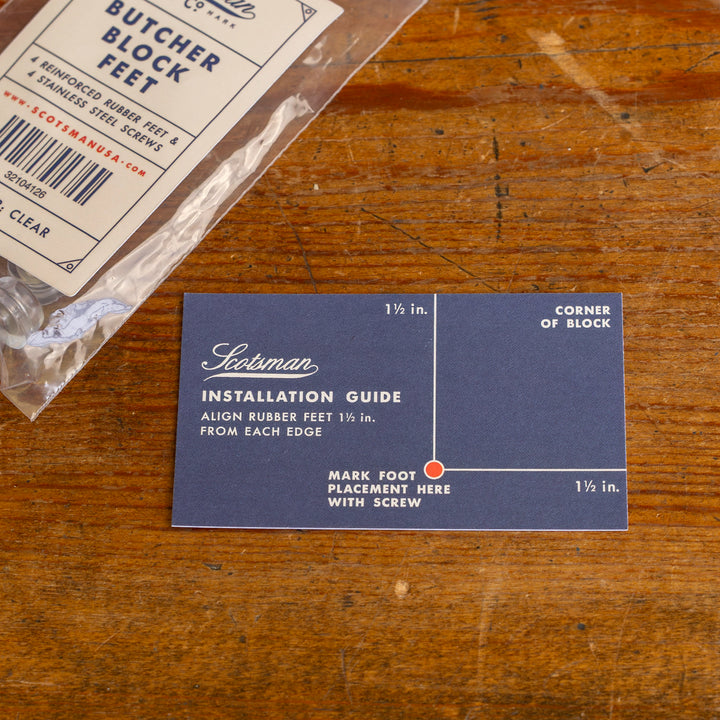 Co MARK
BUTCHER
BLOCK
FEET
4 REINFORCED RUBBER FEET &
4 STAINLESS STEEL SCREWS
www.SCOTSMANUSA.com
32104126
: CLEAR
1½ in.
CORNER
OF BLOCK
Scotsman
INSTALLATION GUIDE
ALIGN RUBBER FEET 1½ in.
FROM EACH EDGE
MARK FOOT
PLACEMENT HERE
WITH SCREW
1½ in.